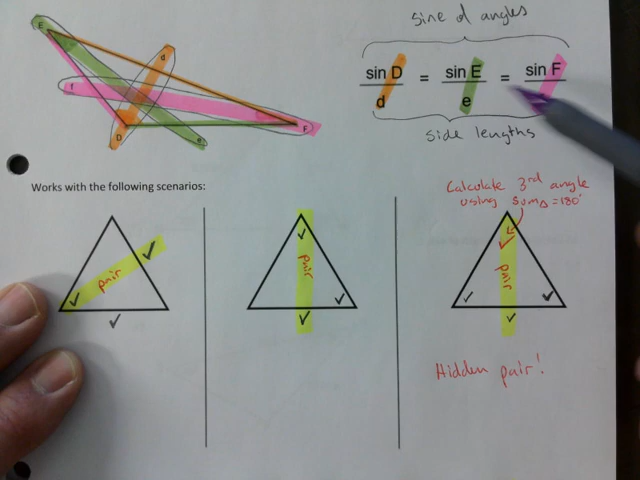 sine of angles
sin D = sin E = sin F
d e
side lengths
E
d
f
D
e
F
Works with the following scenarios:
pair
pair
Calculate 3rd angle
using SumΔ=180°
pair
Hidden pair!